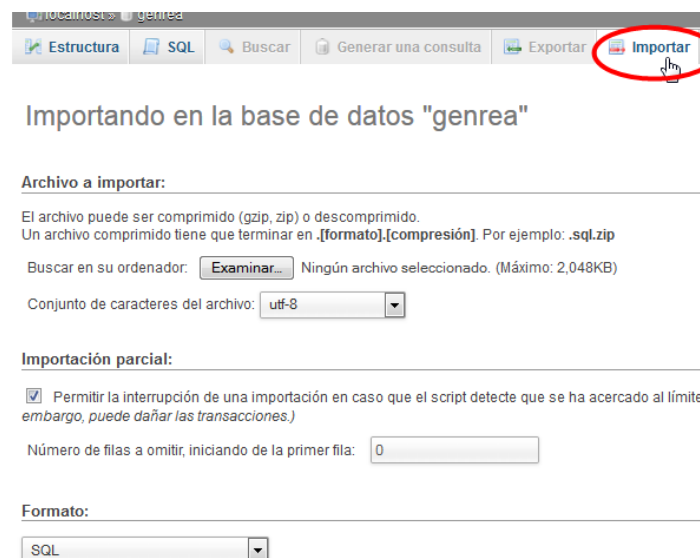 localhost » genrea
Estructura SQL Buscar Generar una consulta Exportar Importar
Importando en la base de datos "genrea"
Archivo a importar:
El archivo puede ser comprimido (gzip, zip) o descomprimido.
Un archivo comprimido tiene que terminar en .[formato].[compresión]. Por ejemplo: .sql.zip
Buscar en su ordenador: Examinar... Ningún archivo seleccionado. (Máximo: 2,048KB)
Conjunto de caracteres del archivo: utf-8
Importación parcial:
Permitir la interrupción de una importación en caso que el script detecte que se ha acercado al límite
embargo, puede dañar las transacciones.)
Número de filas a omitir, iniciando de la primer fila: 0
Formato:
SQL